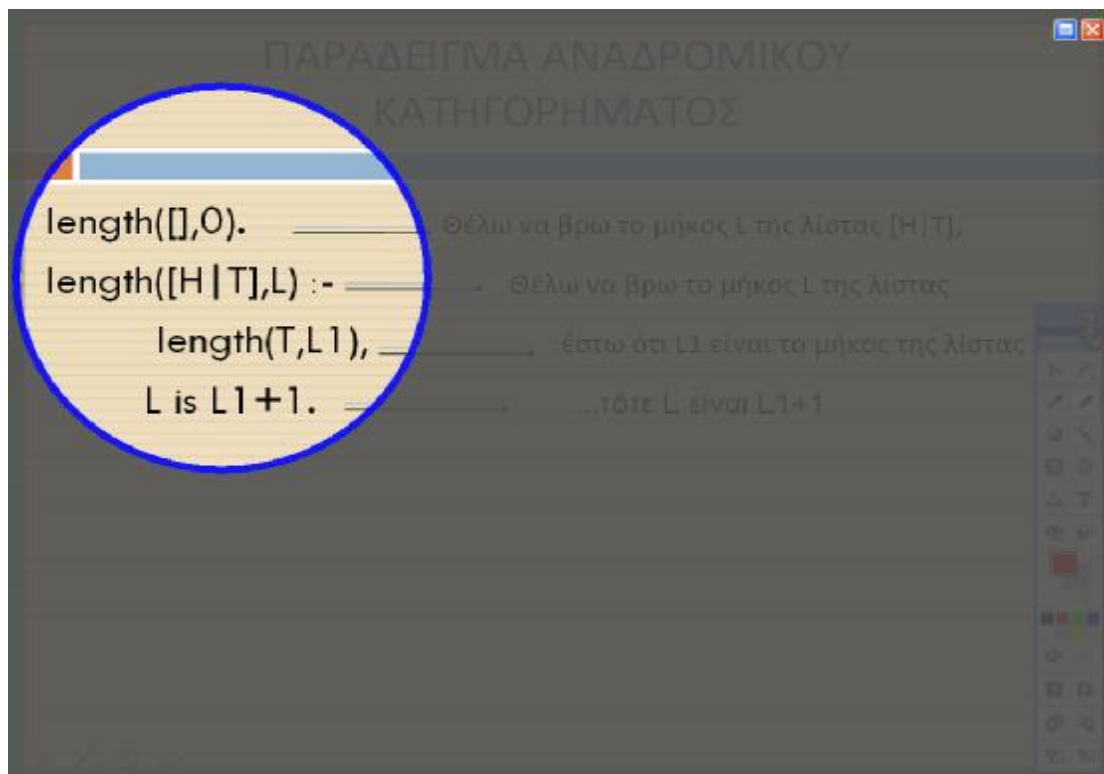 ΠΑΡΑΔΕΙΓΜΑ ΑΝΑΔΡΟΜΙΚΟΥ
ΚΑΤΗΓΟΡΗΜΑΤΟΣ
length([],0). Θέλω να βρω το μήκος L της λίστας [H|T],
length([H|T],L) :- Θέλω να βρω το μήκος L της λίστας
length(T,L1), έστω ότι L1 είναι το μήκος της λίστας
L is L1+1. ...τότε L είναι L1+1